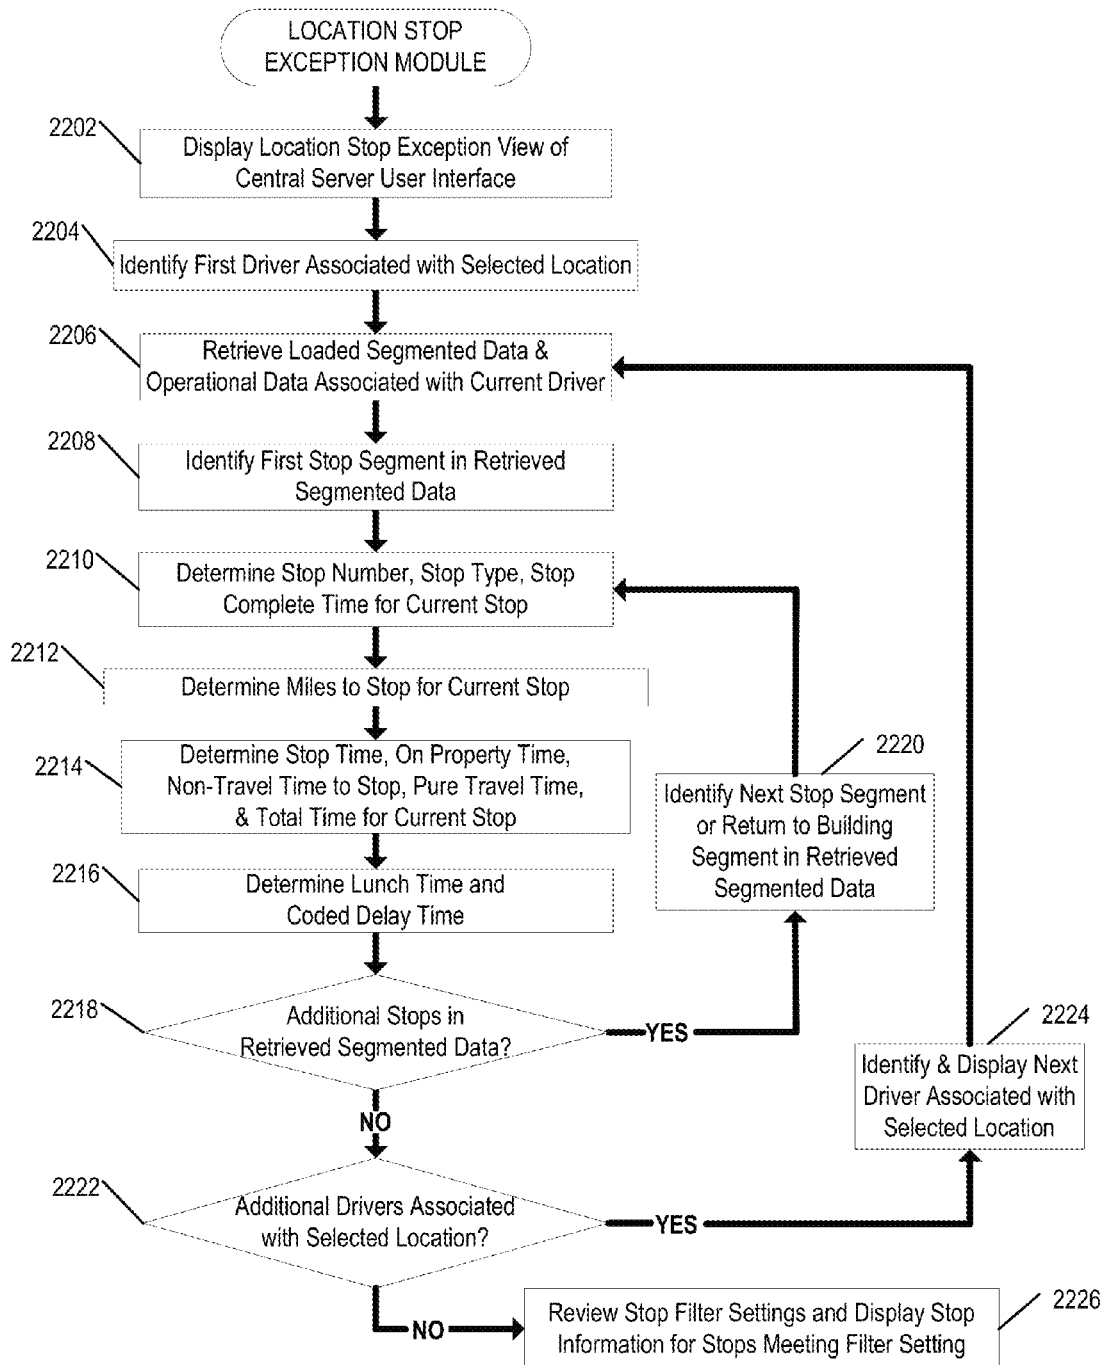 LOCATION STOP
EXCEPTION MODULE
2202
Display Location Stop Exception View of
Central Server User Interface
2204
Identify First Driver Associated with Selected Location
2206
Retrieve Loaded Segmented Data &
Operational Data Associated with Current Driver
2208
Identify First Stop Segment in Retrieved
Segmented Data
2210
Determine Stop Number, Stop Type, Stop
Complete Time for Current Stop
2212
Determine Miles to Stop for Current Stop
2214
Determine Stop Time, On Property Time,
Non-Travel Time to Stop, Pure Travel Time,
& Total Time for Current Stop
2216
Determine Lunch Time and
Coded Delay Time
2218
Additional Stops in
Retrieved Segmented Data?
YES
2220
Identify Next Stop Segment
or Return to Building
Segment in Retrieved
Segmented Data
NO
2222
Additional Drivers Associated
with Selected Location?
YES
2224
Identify & Display Next
Driver Associated with
Selected Location
NO
2226
Review Stop Filter Settings and Display Stop
Information for Stops Meeting Filter Setting